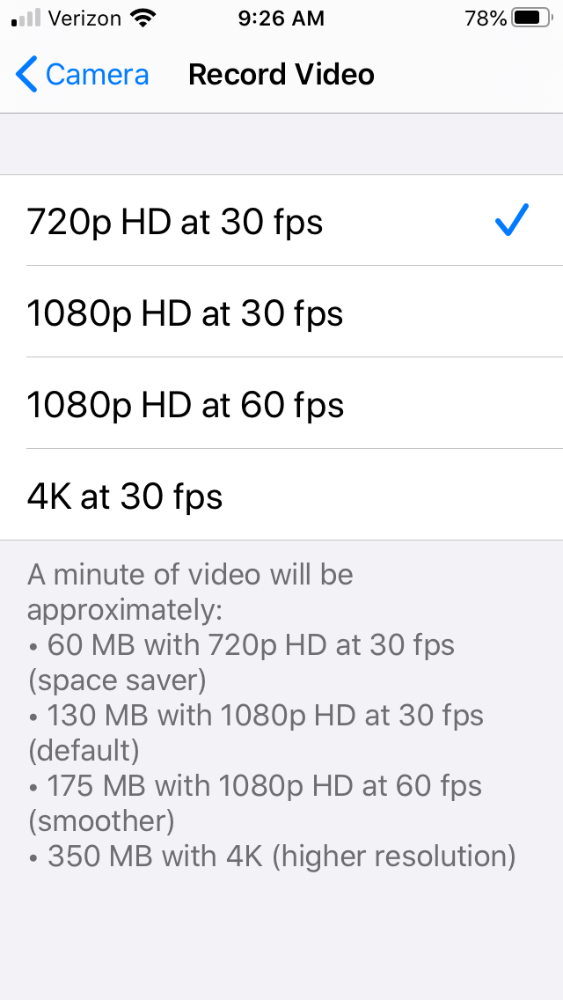 Verizon 9:26 AM 78%
Camera Record Video
720p HD at 30 fps
1080p HD at 30 fps
1080p HD at 60 fps
4K at 30 fps
A minute of video will be
approximately:
• 60 MB with 720p HD at 30 fps
(space saver)
• 130 MB with 1080p HD at 30 fps
(default)
• 175 MB with 1080p HD at 60 fps
(smoother)
• 350 MB with 4K (higher resolution)